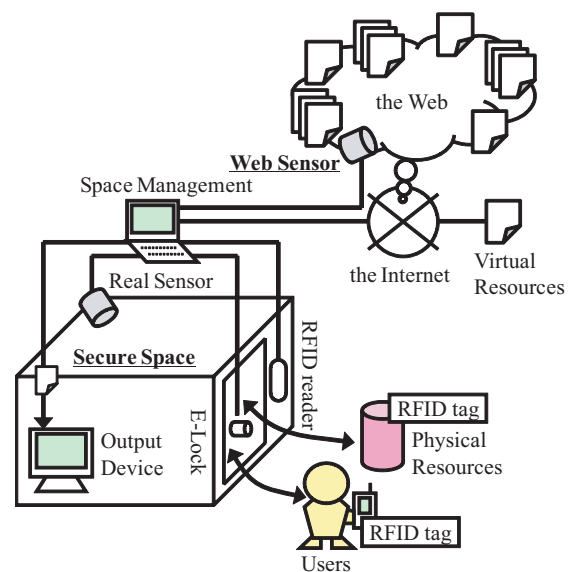 the Web
Web Sensor
Space Management
Real Sensor
the Internet
Virtual
Resources
Secure Space
RFID reader
E-Lock
Output
Device
RFID tag
Physical
Resources
RFID tag
Users